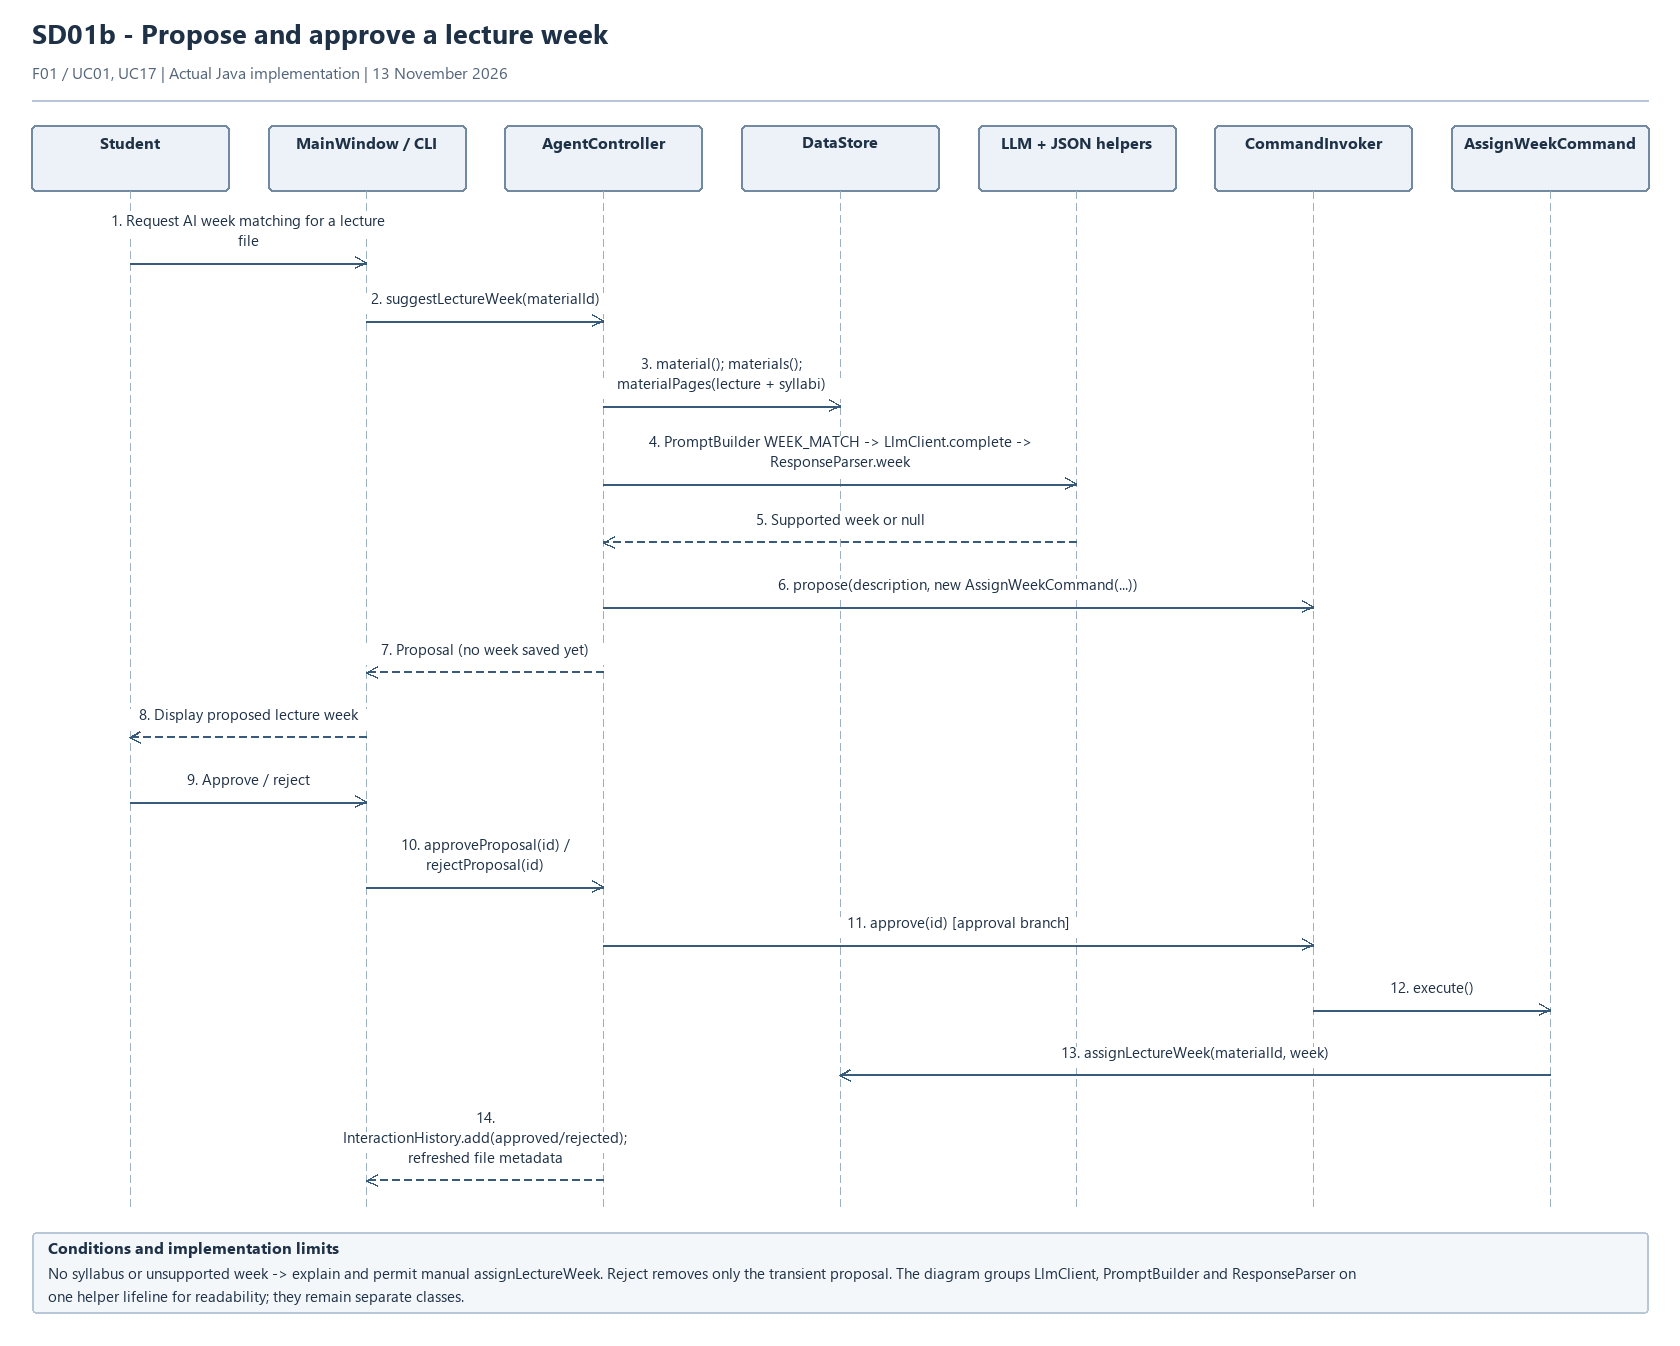 SD01b - Propose and approve a lecture week
F01 / UC01, UC17 | Actual Java implementation | 13 November 2026
Student
MainWindow / CLI
AgentController
DataStore
LLM + JSON helpers
CommandInvoker
AssignWeekCommand
1. Request AI week matching for a lecture
file
2. suggestLectureWeek(materialId)
3. material(); materials();
materialPages(lecture + syllabi)
4. PromptBuilder WEEK_MATCH -> LlmClient.complete ->
ResponseParser.week
5. Supported week or null
6. propose(description, new AssignWeekCommand(...))
7. Proposal (no week saved yet)
8. Display proposed lecture week
9. Approve / reject
10. approveProposal(id) /
rejectProposal(id)
11. approve(id) [approval branch]
12. execute()
13. assignLectureWeek(materialId, week)
14.
InteractionHistory.add(approved/rejected);
refreshed file metadata
Conditions and implementation limits
No syllabus or unsupported week -> explain and permit manual assignLectureWeek. Reject removes only the transient proposal. The diagram groups LlmClient, PromptBuilder and ResponseParser on
one helper lifeline for readability; they remain separate classes.